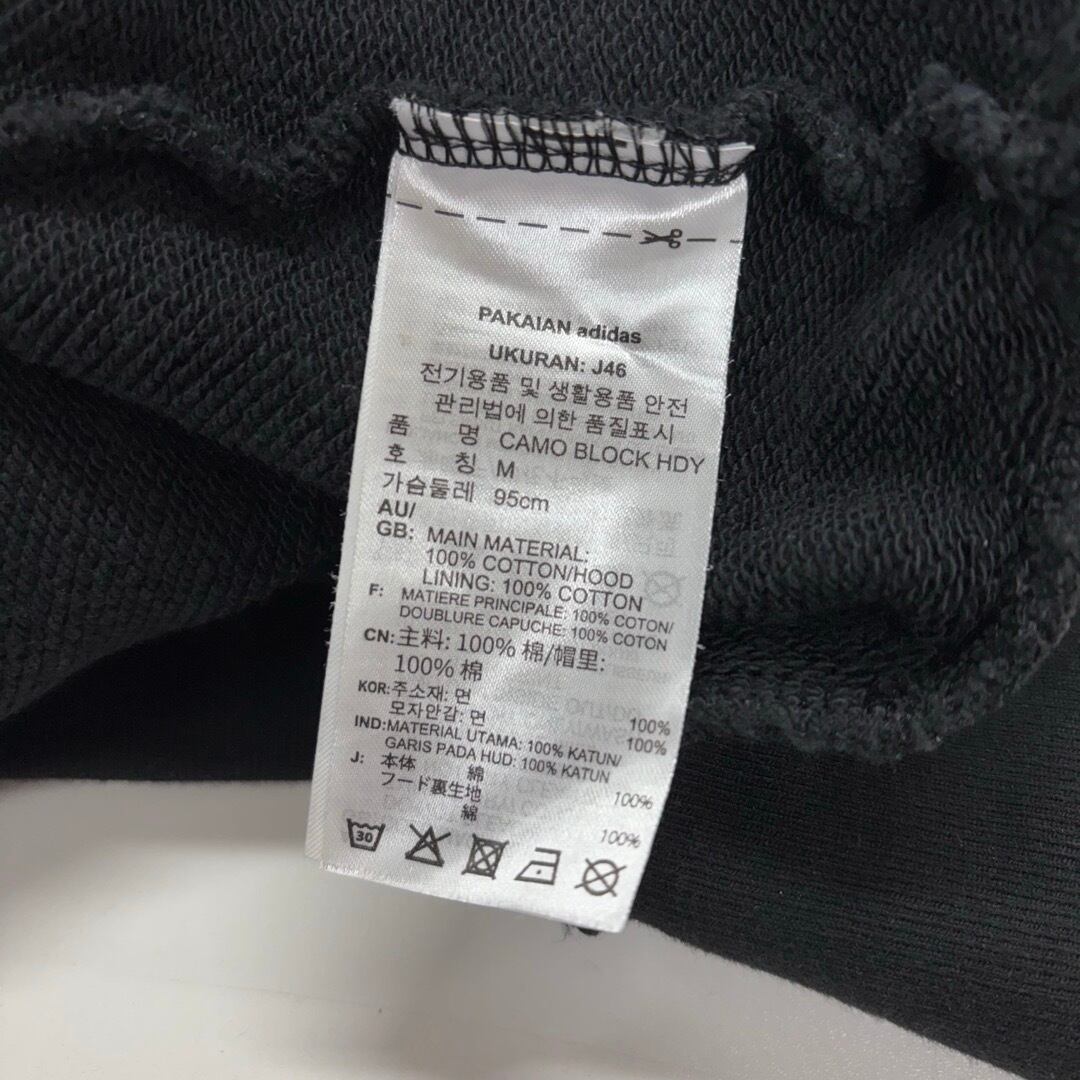 PAKAIAN adidas
UKURAN: J46
전기용품 및 생활용품 안전
관리법에 의한 품질표시
품 명 CAMO BLOCK HDY
호 칭 M
가슴둘레 95cm
AU/
GB: MAIN MATERIAL:
100% COTTON/HOOD
LINING: 100% COTTON
F: MATIERE PRINCIPALE: 100% COTON/
DOUBLURE CAPUCHE: 100% COTON
CN: 主料: 100% 棉/帽里:
100% 棉
KOR: 주소재: 면 100%
모자안감: 면 100%
IND: MATERIAL UTAMA: 100% KATUN/
GARIS PADA HUD: 100% KATUN
J: 本体 綿 100%
フード裏生地
綿 100%
30